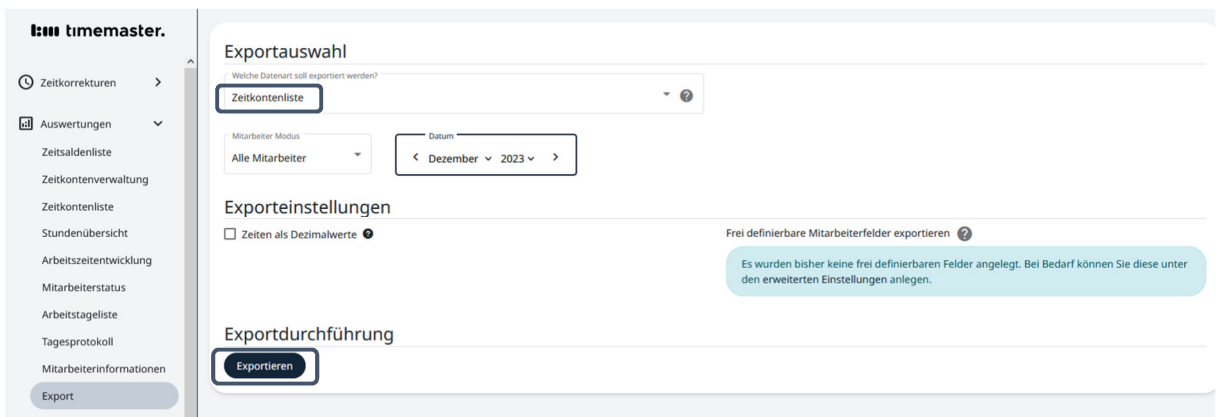 timemaster.
Zeitkorrekturen
Auswertungen
Zeitsaldenliste
Zeitkontenverwaltung
Zeitkontenliste
Stundenübersicht
Arbeitszeitentwicklung
Mitarbeiterstatus
Arbeitstageliste
Tagesprotokoll
Mitarbeiterinformationen
Export
Exportauswahl
Welche Datenart soll exportiert werden?
Zeitkontenliste
Mitarbeiter Modus
Alle Mitarbeiter
Datum
Dezember 2023
Exporteinstellungen
Zeiten als Dezimalwerte
Frei definierbare Mitarbeiterfelder exportieren
Es wurden bisher keine frei definierbaren Felder angelegt. Bei Bedarf können Sie diese unter
den erweiterten Einstellungen anlegen.
Exportdurchführung
Exportieren